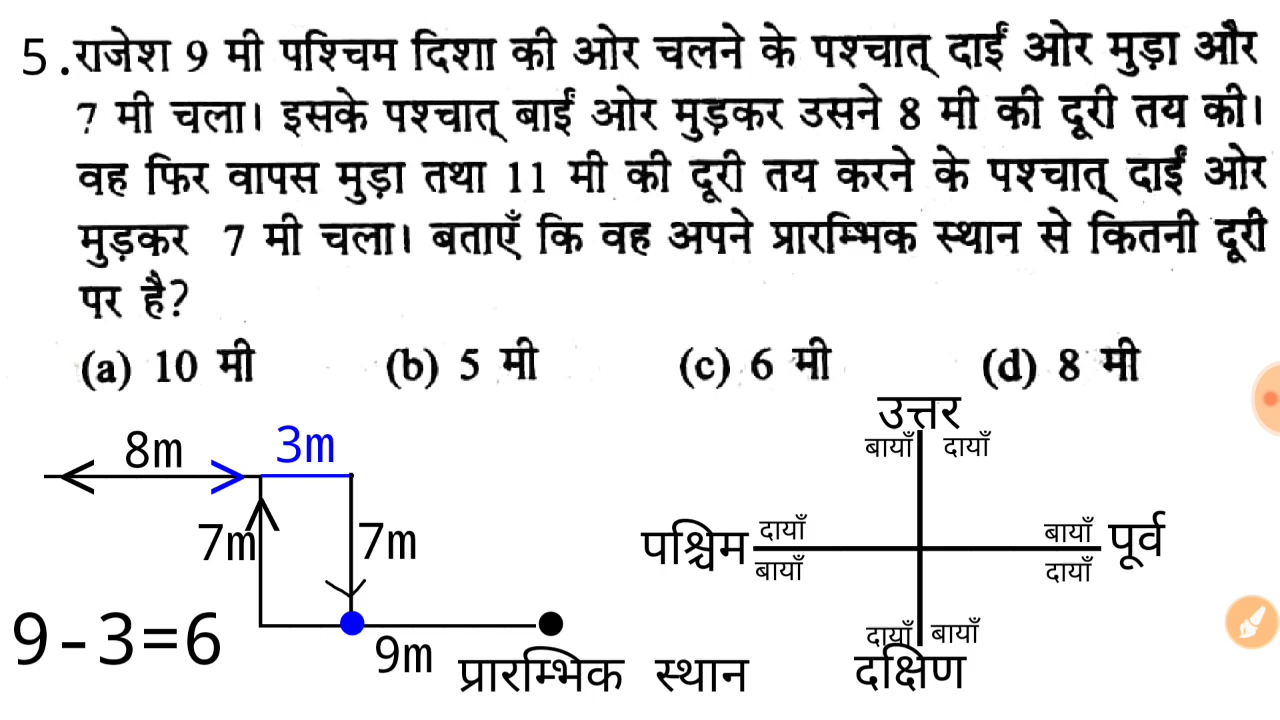 5.राजेश 9 मी पश्चिम दिशा की ओर चलने के पश्चात् दाईं ओर मुड़ा और
7 मी चला। इसके पश्चात् बाईं ओर मुड़कर उसने 8 मी की दूरी तय की।
वह फिर वापस मुड़ा तथा 11 मी की दूरी तय करने के पश्चात् दाईं ओर
मुड़कर 7 मी चला। बताएँ कि वह अपने प्रारम्भिक स्थान से कितनी दूरी
पर है?
(a) 10 मी (b) 5 मी (c) 6 मी (d) 8 मी
उत्तर
बायाँ दायाँ
8m 3m
7m 7m
पश्चिम दायाँ बायाँ पूर्व
बायाँ दायाँ
9-3=6
दायाँ बायाँ
9m प्रारम्भिक स्थान दक्षिण